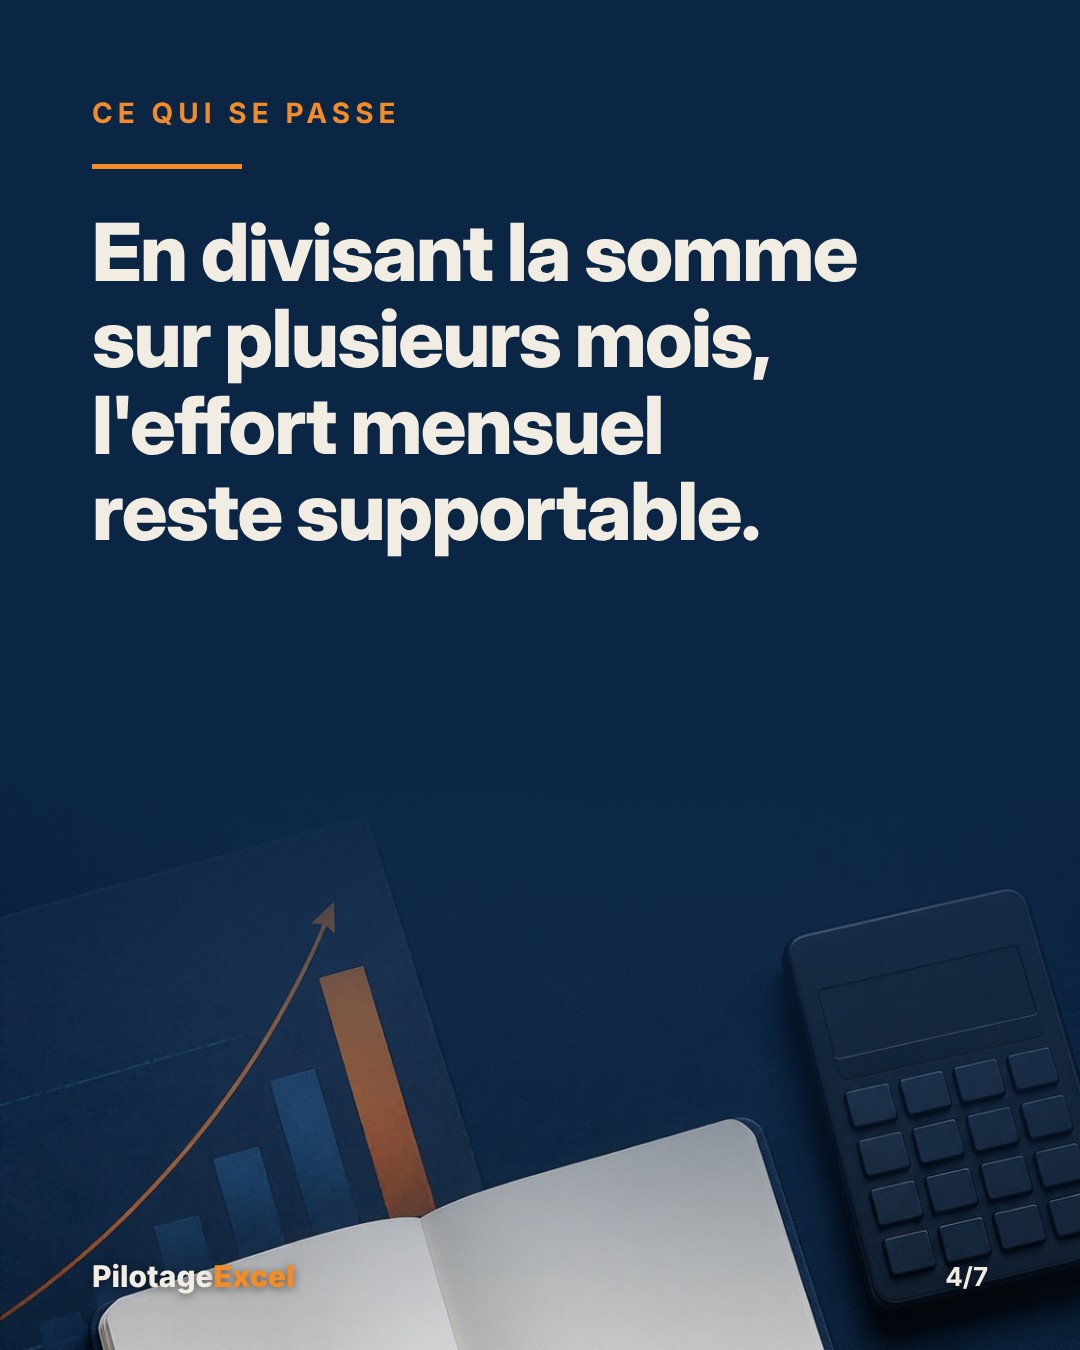 CE QUI SE PASSE
En divisant la somme
sur plusieurs mois,
l'effort mensuel
reste supportable.
PilotageExcel
4/7